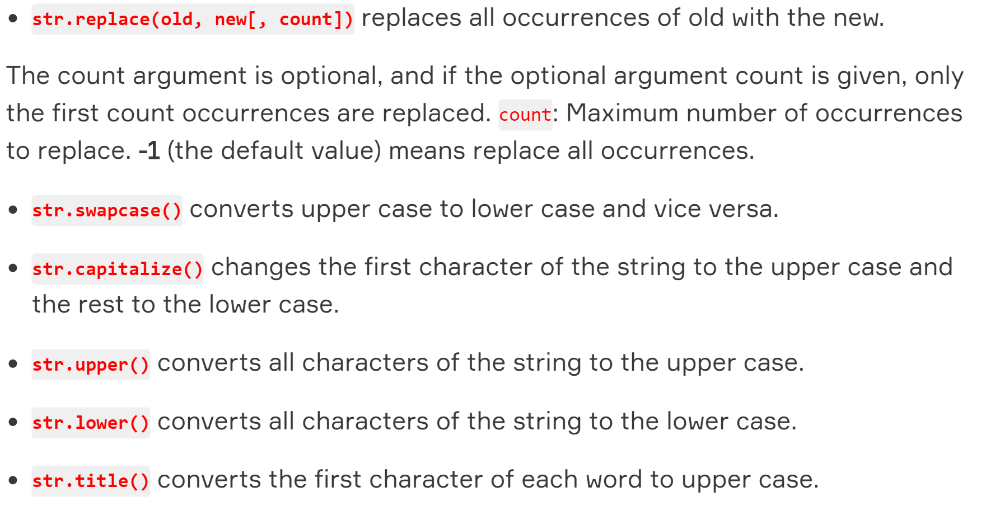 • str.replace(old, new[, count]) replaces all occurrences of old with the new.
The count argument is optional, and if the optional argument count is given, only
the first count occurrences are replaced. count: Maximum number of occurrences
to replace. -1 (the default value) means replace all occurrences.
• str.swapcase() converts upper case to lower case and vice versa.
• str.capitalize() changes the first character of the string to the upper case and
the rest to the lower case.
• str.upper() converts all characters of the string to the upper case.
• str.lower() converts all characters of the string to the lower case.
• str.title() converts the first character of each word to upper case.